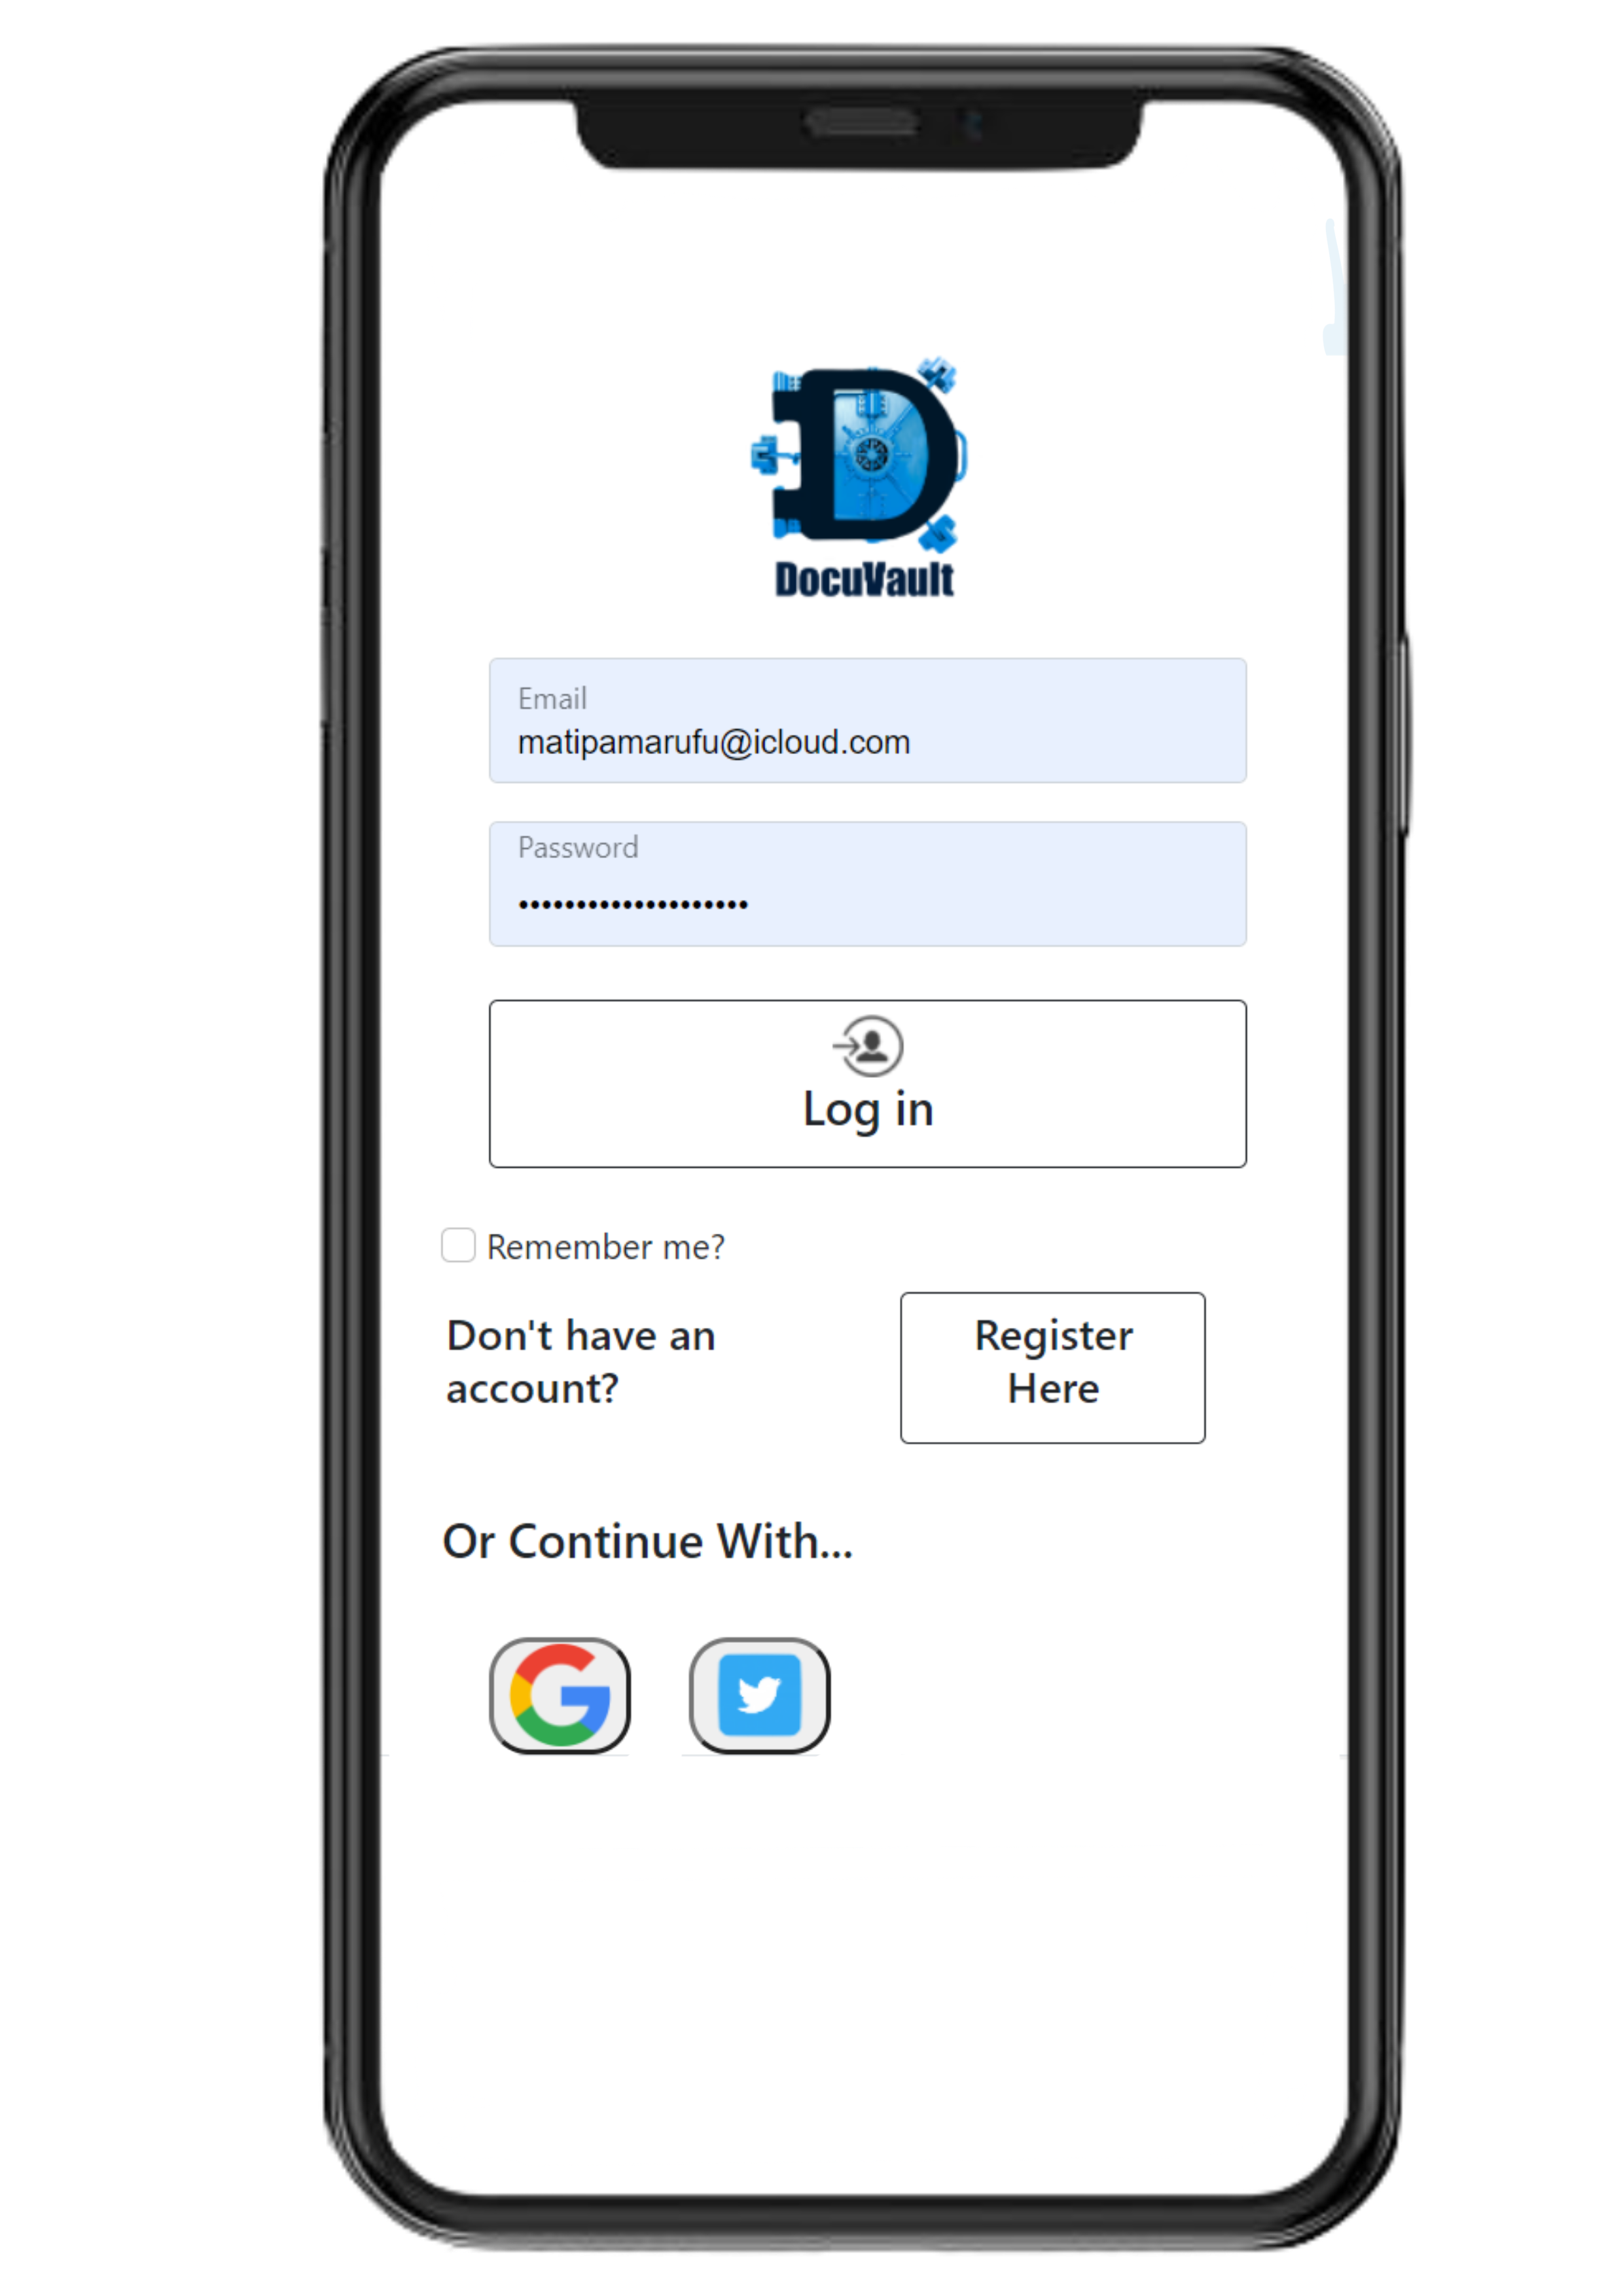 DocuVault
Email
matipamarufu@icloud.com
Password
••••••••••••••••••••
Log in
Remember me?
Don't have an
account?
Register
Here
Or Continue With...